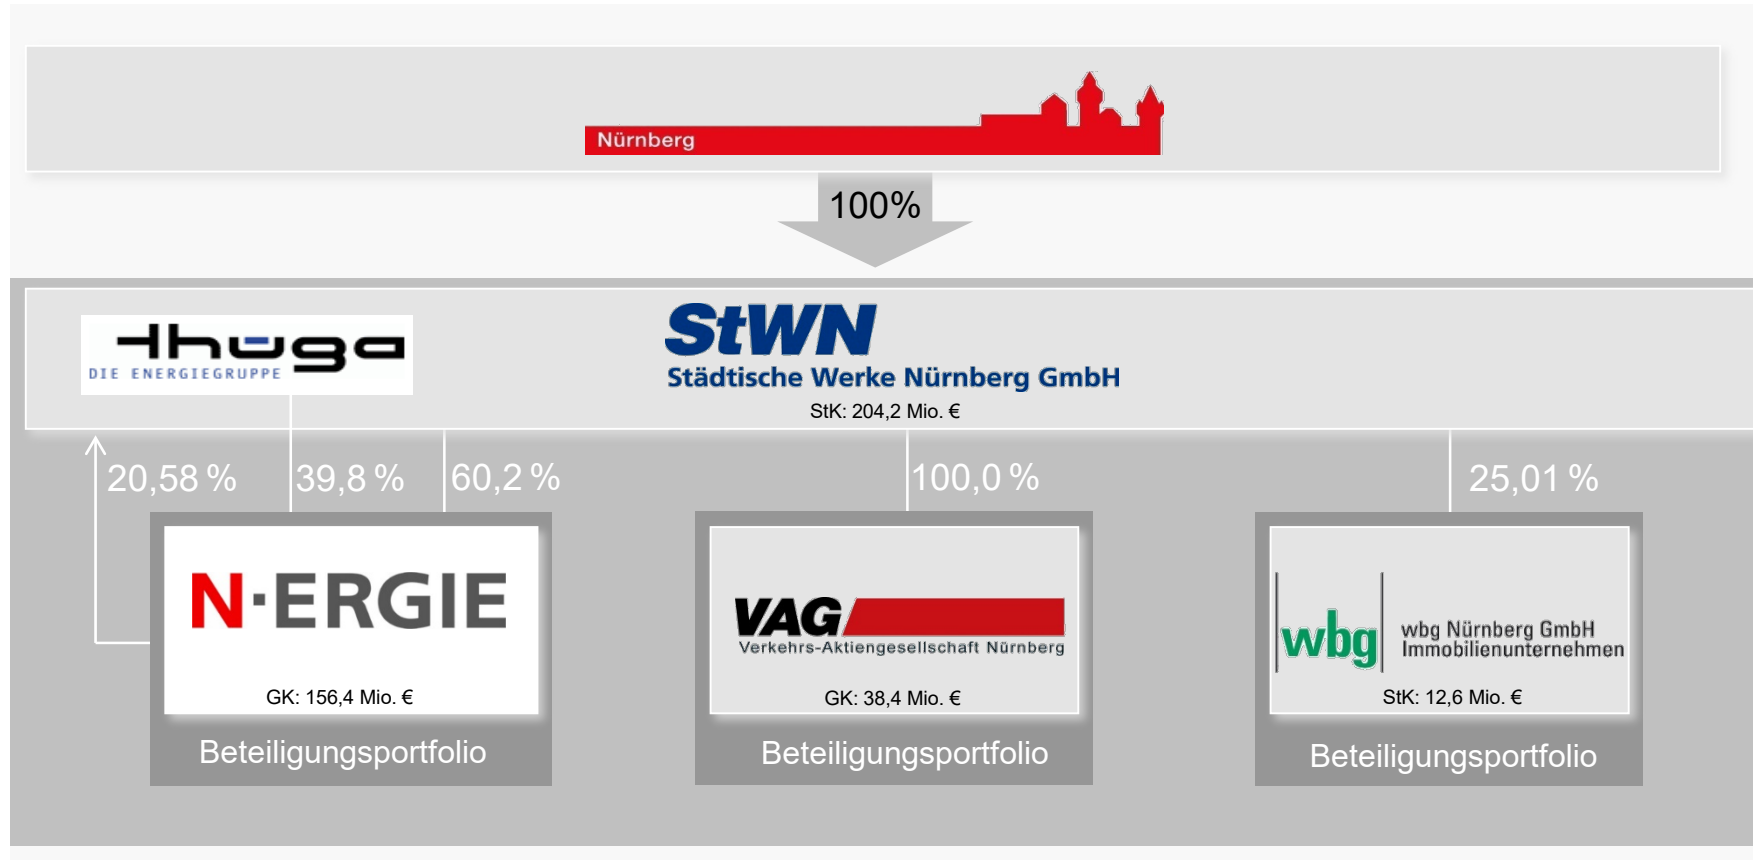 Nürnberg
100%
thüga
DIE ENERGIEGRUPPE
StWN
Städtische Werke Nürnberg GmbH
StK: 204,2 Mio. €
20,58 %
39,8 %
60,2 %
100,0 %
25,01 %
N·ERGIE
GK: 156,4 Mio. €
Beteiligungsportfolio
VAG
Verkehrs-Aktiengesellschaft Nürnberg
GK: 38,4 Mio. €
Beteiligungsportfolio
wbg
wbg Nürnberg GmbH
Immobilienunternehmen
StK: 12,6 Mio. €
Beteiligungsportfolio